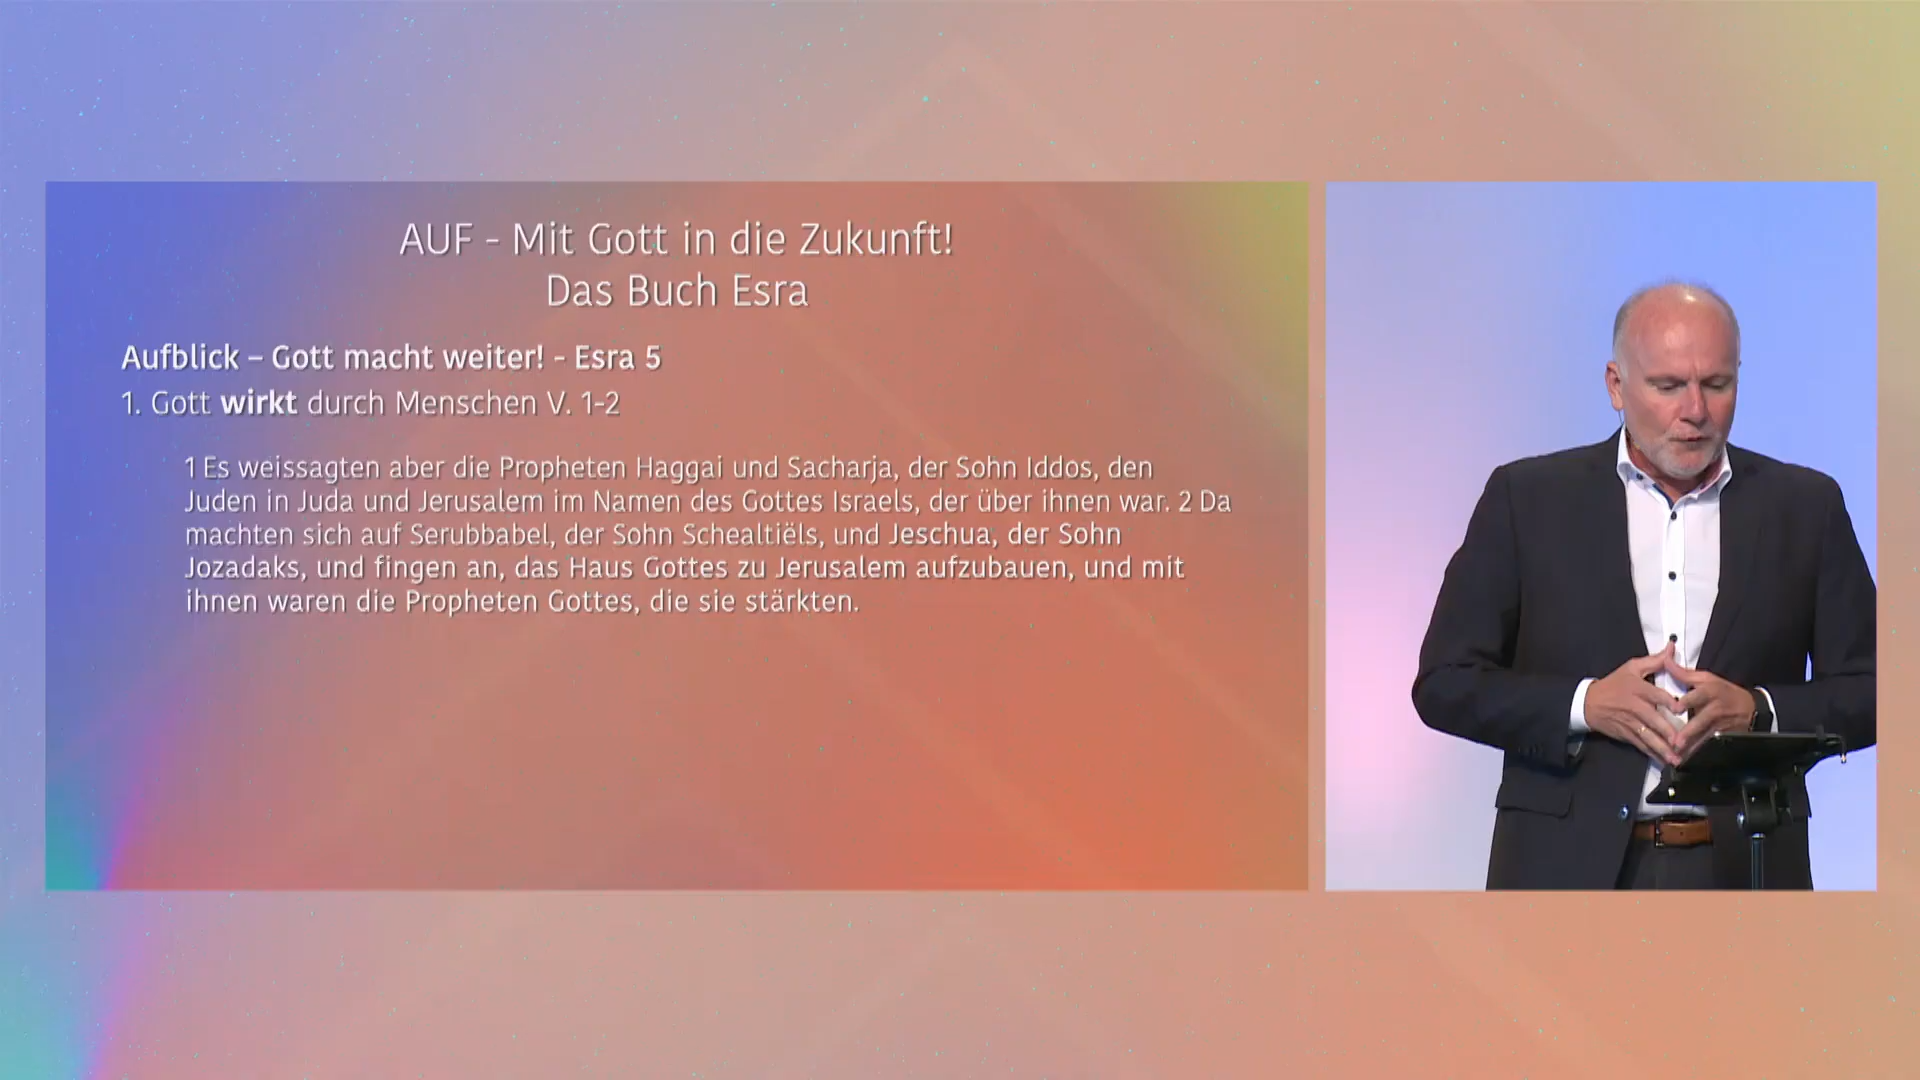 AUF - Mit Gott in die Zukunft!
Das Buch Esra
Aufblick – Gott macht weiter! - Esra 5
1. Gott wirkt durch Menschen V. 1-2
1 Es weissagten aber die Propheten Haggai und Sacharja, der Sohn Iddos, den
Juden in Juda und Jerusalem im Namen des Gottes Israels, der über ihnen war. 2 Da
machten sich auf Serubbabel, der Sohn Schealtiëls, und Jeschua, der Sohn
Jozadaks, und fingen an, das Haus Gottes zu Jerusalem aufzubauen, und mit
ihnen waren die Propheten Gottes, die sie stärkten.